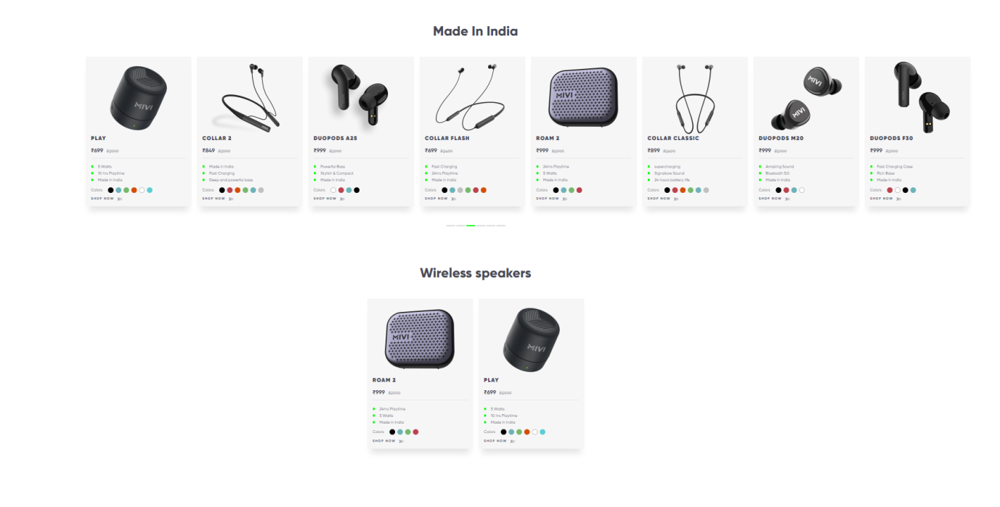 Made In India
MIVI
PLAY
₹699 ₹2999
5 Watts
10 hrs Playtime
Made In India
Colors
SHOP NOW
COLLAR 2
₹849 ₹2999
Made in India
Fast Charging
Deep and powerful bass
Colors
SHOP NOW
DUOPODS A25
₹999 ₹2999
Powerful Bass
Stylish & Compact
Made in India
Colors
SHOP NOW
COLLAR FLASH
₹699 ₹2499
Fast Charging
24hrs Playtime
Made In India
Colors
SHOP NOW
MIVI
ROAM 2
₹999 ₹2999
24hrs Playtime
5 Watts
Made In India
Colors
SHOP NOW
COLLAR CLASSIC
₹899 ₹2499
supercharging
Signature Sound
24 hours battery life
Colors
SHOP NOW
MIVI
MIVI
DUOPODS M20
₹999 ₹2999
Amazing Sound
Bluetooth 5.0
Made In India
Colors
SHOP NOW
DUOPODS F30
₹999 ₹2999
Fast Charging Case
Rich Base
Made In India
Colors
SHOP NOW
Wireless speakers
MIVI
ROAM 2
₹999 ₹2999
24hrs Playtime
5 Watts
Made In India
Colors
SHOP NOW
MIVI
PLAY
₹699 ₹2999
5 Watts
10 hrs Playtime
Made In India
Colors
SHOP NOW